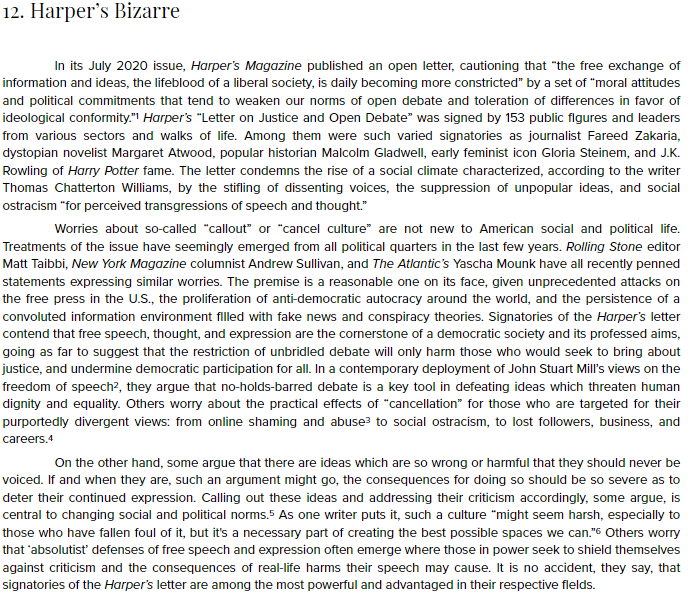 12. Harper's Bizarre
In its July 2020 issue, Harper's Magazine published an open letter, cautioning that “the free exchange of
information and ideas, the lifeblood of a liberal society, is daily becoming more constricted” by a set of “moral attitudes
and political commitments that tend to weaken our norms of open debate and toleration of differences in favor of
ideological conformity.”¹ Harper's “Letter on Justice and Open Debate” was signed by 153 public figures and leaders
from various sectors and walks of life. Among them were such varied signatories as journalist Fareed Zakaria,
dystopian novelist Margaret Atwood, popular historian Malcolm Gladwell, early feminist icon Gloria Steinem, and J.K.
Rowling of Harry Potter fame. The letter condemns the rise of a social climate characterized, according to the writer
Thomas Chatterton Williams, by the stifling of dissenting voices, the suppression of unpopular ideas, and social
ostracism “for perceived transgressions of speech and thought.”
Worries about so-called “callout” or “cancel culture” are not new to American social and political life.
Treatments of the issue have seemingly emerged from all political quarters in the last few years. Rolling Stone editor
Matt Taibbi, New York Magazine columnist Andrew Sullivan, and The Atlantic's Yascha Mounk have all recently penned
statements expressing similar worries. The premise is a reasonable one on its face, given unprecedented attacks on
the free press in the U.S., the proliferation of anti-democratic autocracy around the world, and the persistence of a
convoluted information environment filled with fake news and conspiracy theories. Signatories of the Harper's letter
contend that free speech, thought, and expression are the cornerstone of a democratic society and its professed aims,
going as far to suggest that the restriction of unbridled debate will only harm those who would seek to bring about
justice, and undermine democratic participation for all. In a contemporary deployment of John Stuart Mill's views on the
freedom of speech², they argue that no-holds-barred debate is a key tool in defeating ideas which threaten human
dignity and equality. Others worry about the practical effects of “cancellation” for those who are targeted for their
purportedly divergent views: from online shaming and abuse³ to social ostracism, to lost followers, business, and
careers.⁴
On the other hand, some argue that there are ideas which are so wrong or harmful that they should never be
voiced. If and when they are, such an argument might go, the consequences for doing so should be so severe as to
deter their continued expression. Calling out these ideas and addressing their criticism accordingly, some argue, is
central to changing social and political norms.⁵ As one writer puts it, such a culture “might seem harsh, especially to
those who have fallen foul of it, but it's a necessary part of creating the best possible spaces we can.”⁶ Others worry
that ‘absolutist’ defenses of free speech and expression often emerge where those in power seek to shield themselves
against criticism and the consequences of real-life harms their speech may cause. It is no accident, they say, that
signatories of the Harper's letter are among the most powerful and advantaged in their respective fields.